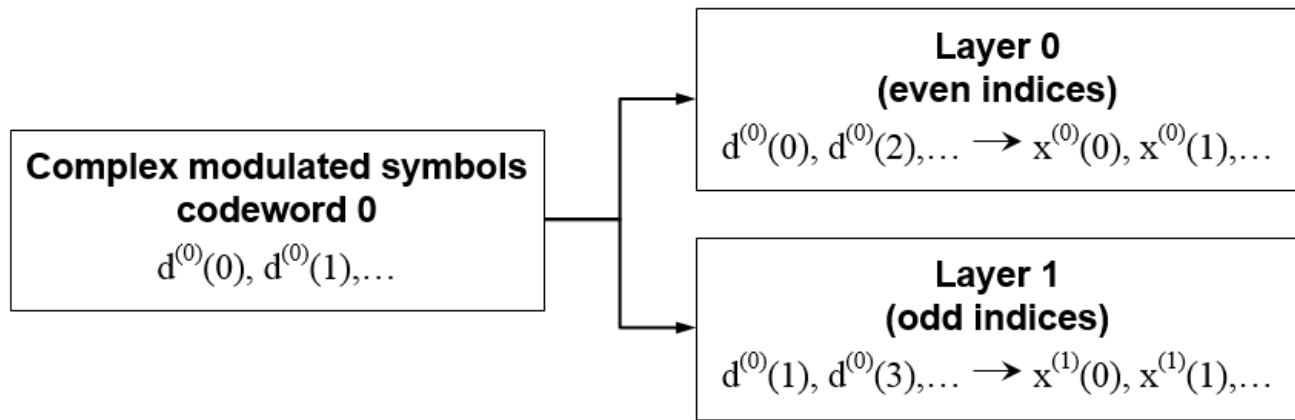 Complex modulated symbols
codeword 0
d⁽⁰⁾(0), d⁽⁰⁾(1),…
Layer 0
(even indices)
d⁽⁰⁾(0), d⁽⁰⁾(2),… → x⁽⁰⁾(0), x⁽⁰⁾(1),…
Layer 1
(odd indices)
d⁽⁰⁾(1), d⁽⁰⁾(3),… → x⁽¹⁾(0), x⁽¹⁾(1),…